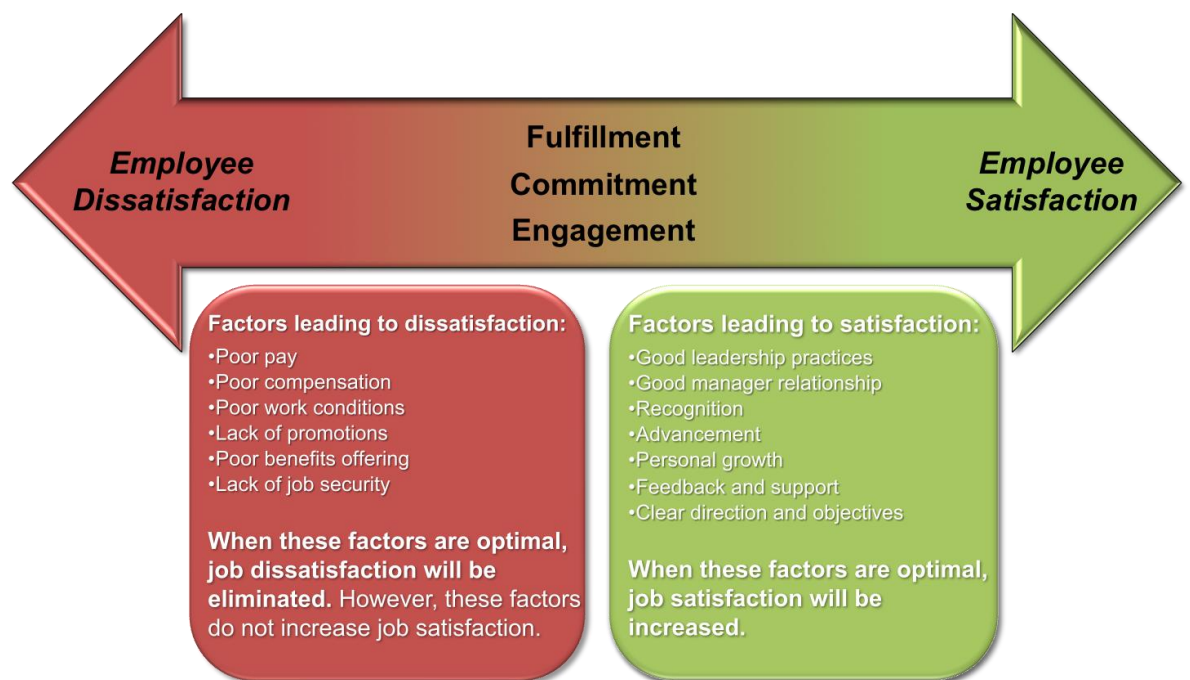 Employee
Dissatisfaction
Fulfillment
Commitment
Engagement
Employee
Satisfaction
Factors leading to dissatisfaction:
•Poor pay
•Poor compensation
•Poor work conditions
•Lack of promotions
•Poor benefits offering
•Lack of job security
When these factors are optimal,
job dissatisfaction will be
eliminated. However, these factors
do not increase job satisfaction.
Factors leading to satisfaction:
•Good leadership practices
•Good manager relationship
•Recognition
•Advancement
•Personal growth
•Feedback and support
•Clear direction and objectives
When these factors are optimal,
job satisfaction will be
increased.